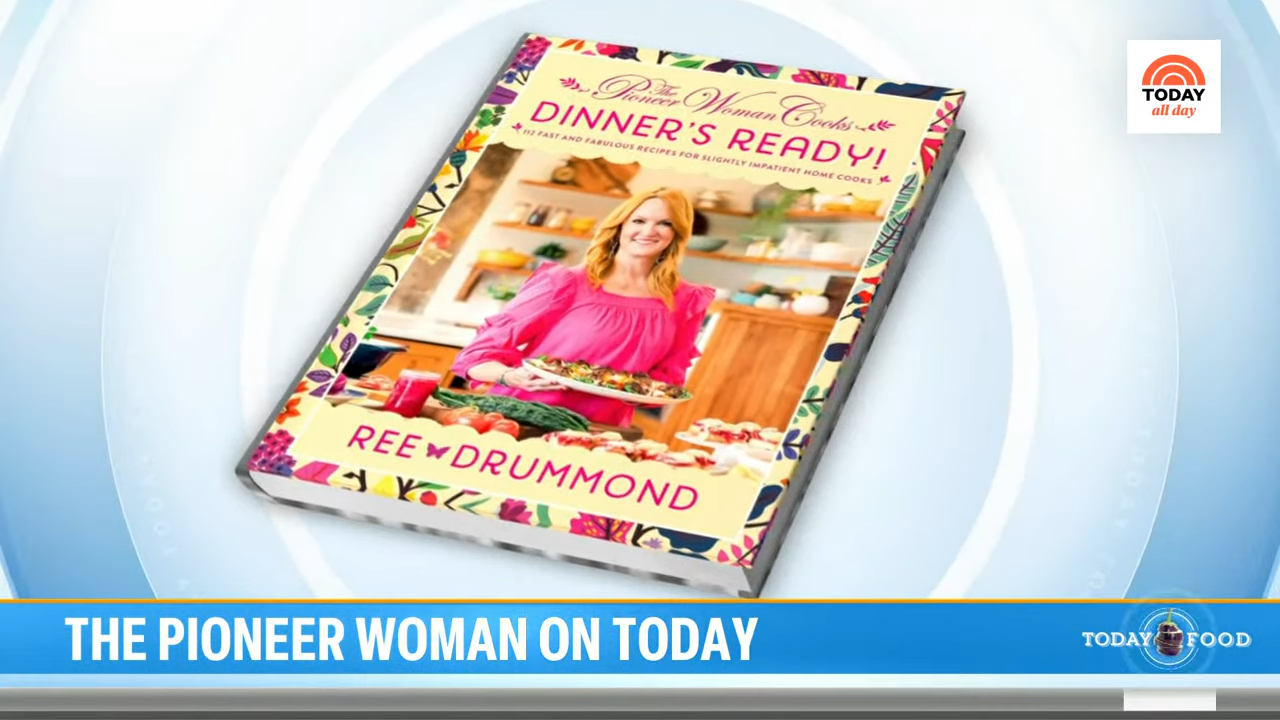 TODAY
all day
The Pioneer Woman Cooks
DINNER'S READY!
112 FAST AND FABULOUS RECIPES FOR SLIGHTLY IMPATIENT HOME COOKS
REE DRUMMOND
THE PIONEER WOMAN ON TODAY
TODAY FOOD